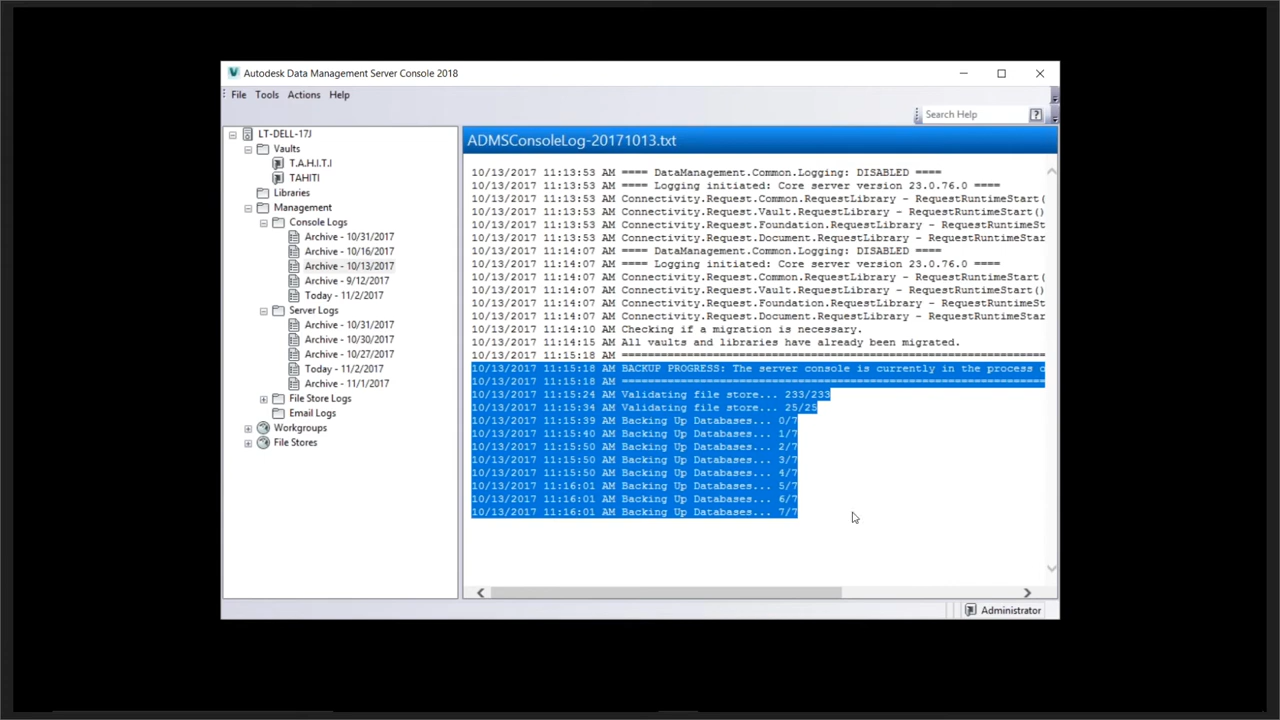 Autodesk Data Management Server Console 2018
File Tools Actions Help
Search Help ?
LT-DELL-17J
Vaults
T.A.H.I.T.I
TAHITI
Libraries
Management
Console Logs
Archive - 10/31/2017
Archive - 10/16/2017
Archive - 10/13/2017
Archive - 9/12/2017
Today - 11/2/2017
Server Logs
Archive - 10/31/2017
Archive - 10/30/2017
Archive - 10/27/2017
Today - 11/2/2017
Archive - 11/1/2017
File Store Logs
Email Logs
Workgroups
File Stores
ADMSConsoleLog-20171013.txt
10/13/2017 11:13:53 AM ==== DataManagement.Common.Logging: DISABLED ====
10/13/2017 11:13:53 AM ==== Logging initiated: Core server version 23.0.76.0 ====
10/13/2017 11:13:53 AM Connectivity.Request.Common.RequestLibrary - RequestRuntimeStart(
10/13/2017 11:13:53 AM Connectivity.Request.Vault.RequestLibrary - RequestRuntimeStart()
10/13/2017 11:13:53 AM Connectivity.Request.Foundation.RequestLibrary - RequestRuntimeSt
10/13/2017 11:13:53 AM Connectivity.Request.Document.RequestLibrary - RequestRuntimeStar
10/13/2017 11:14:07 AM ==== DataManagement.Common.Logging: DISABLED ====
10/13/2017 11:14:07 AM ==== Logging initiated: Core server version 23.0.76.0 ====
10/13/2017 11:14:07 AM Connectivity.Request.Common.RequestLibrary - RequestRuntimeStart(
10/13/2017 11:14:07 AM Connectivity.Request.Vault.RequestLibrary - RequestRuntimeStart()
10/13/2017 11:14:07 AM Connectivity.Request.Foundation.RequestLibrary - RequestRuntimeSt
10/13/2017 11:14:07 AM Connectivity.Request.Document.RequestLibrary - RequestRuntimeStar
10/13/2017 11:14:10 AM Checking if a migration is necessary.
10/13/2017 11:14:15 AM All vaults and libraries have already been migrated.
10/13/2017 11:15:18 AM =================================================================
10/13/2017 11:15:18 AM BACKUP PROGRESS: The server console is currently in the process o
10/13/2017 11:15:18 AM =================================================================
10/13/2017 11:15:24 AM Validating file store... 233/233
10/13/2017 11:15:34 AM Validating file store... 25/25
10/13/2017 11:15:39 AM Backing Up Databases... 0/7
10/13/2017 11:15:40 AM Backing Up Databases... 1/7
10/13/2017 11:15:50 AM Backing Up Databases... 2/7
10/13/2017 11:15:50 AM Backing Up Databases... 3/7
10/13/2017 11:15:50 AM Backing Up Databases... 4/7
10/13/2017 11:16:01 AM Backing Up Databases... 5/7
10/13/2017 11:16:01 AM Backing Up Databases... 6/7
10/13/2017 11:16:01 AM Backing Up Databases... 7/7
Administrator